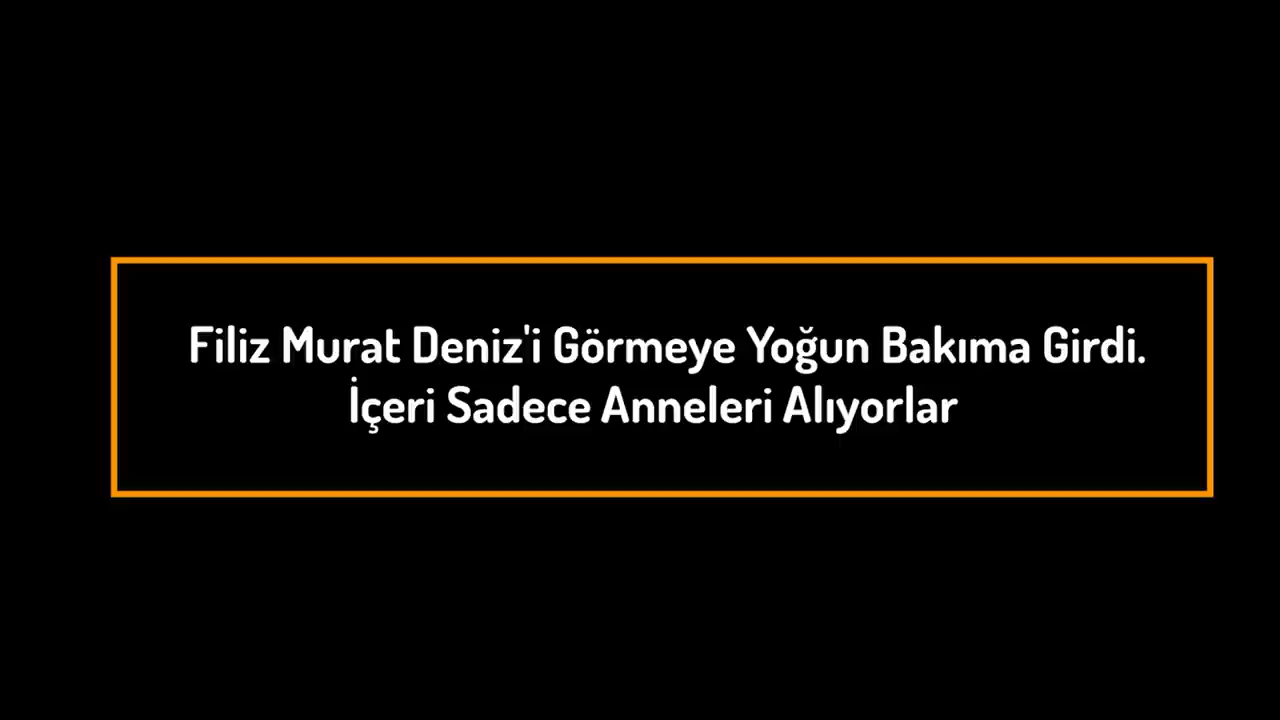 Filiz Murat Deniz'i Görmeye Yoğun Bakıma Girdi.
İçeri Sadece Anneleri Alıyorlar